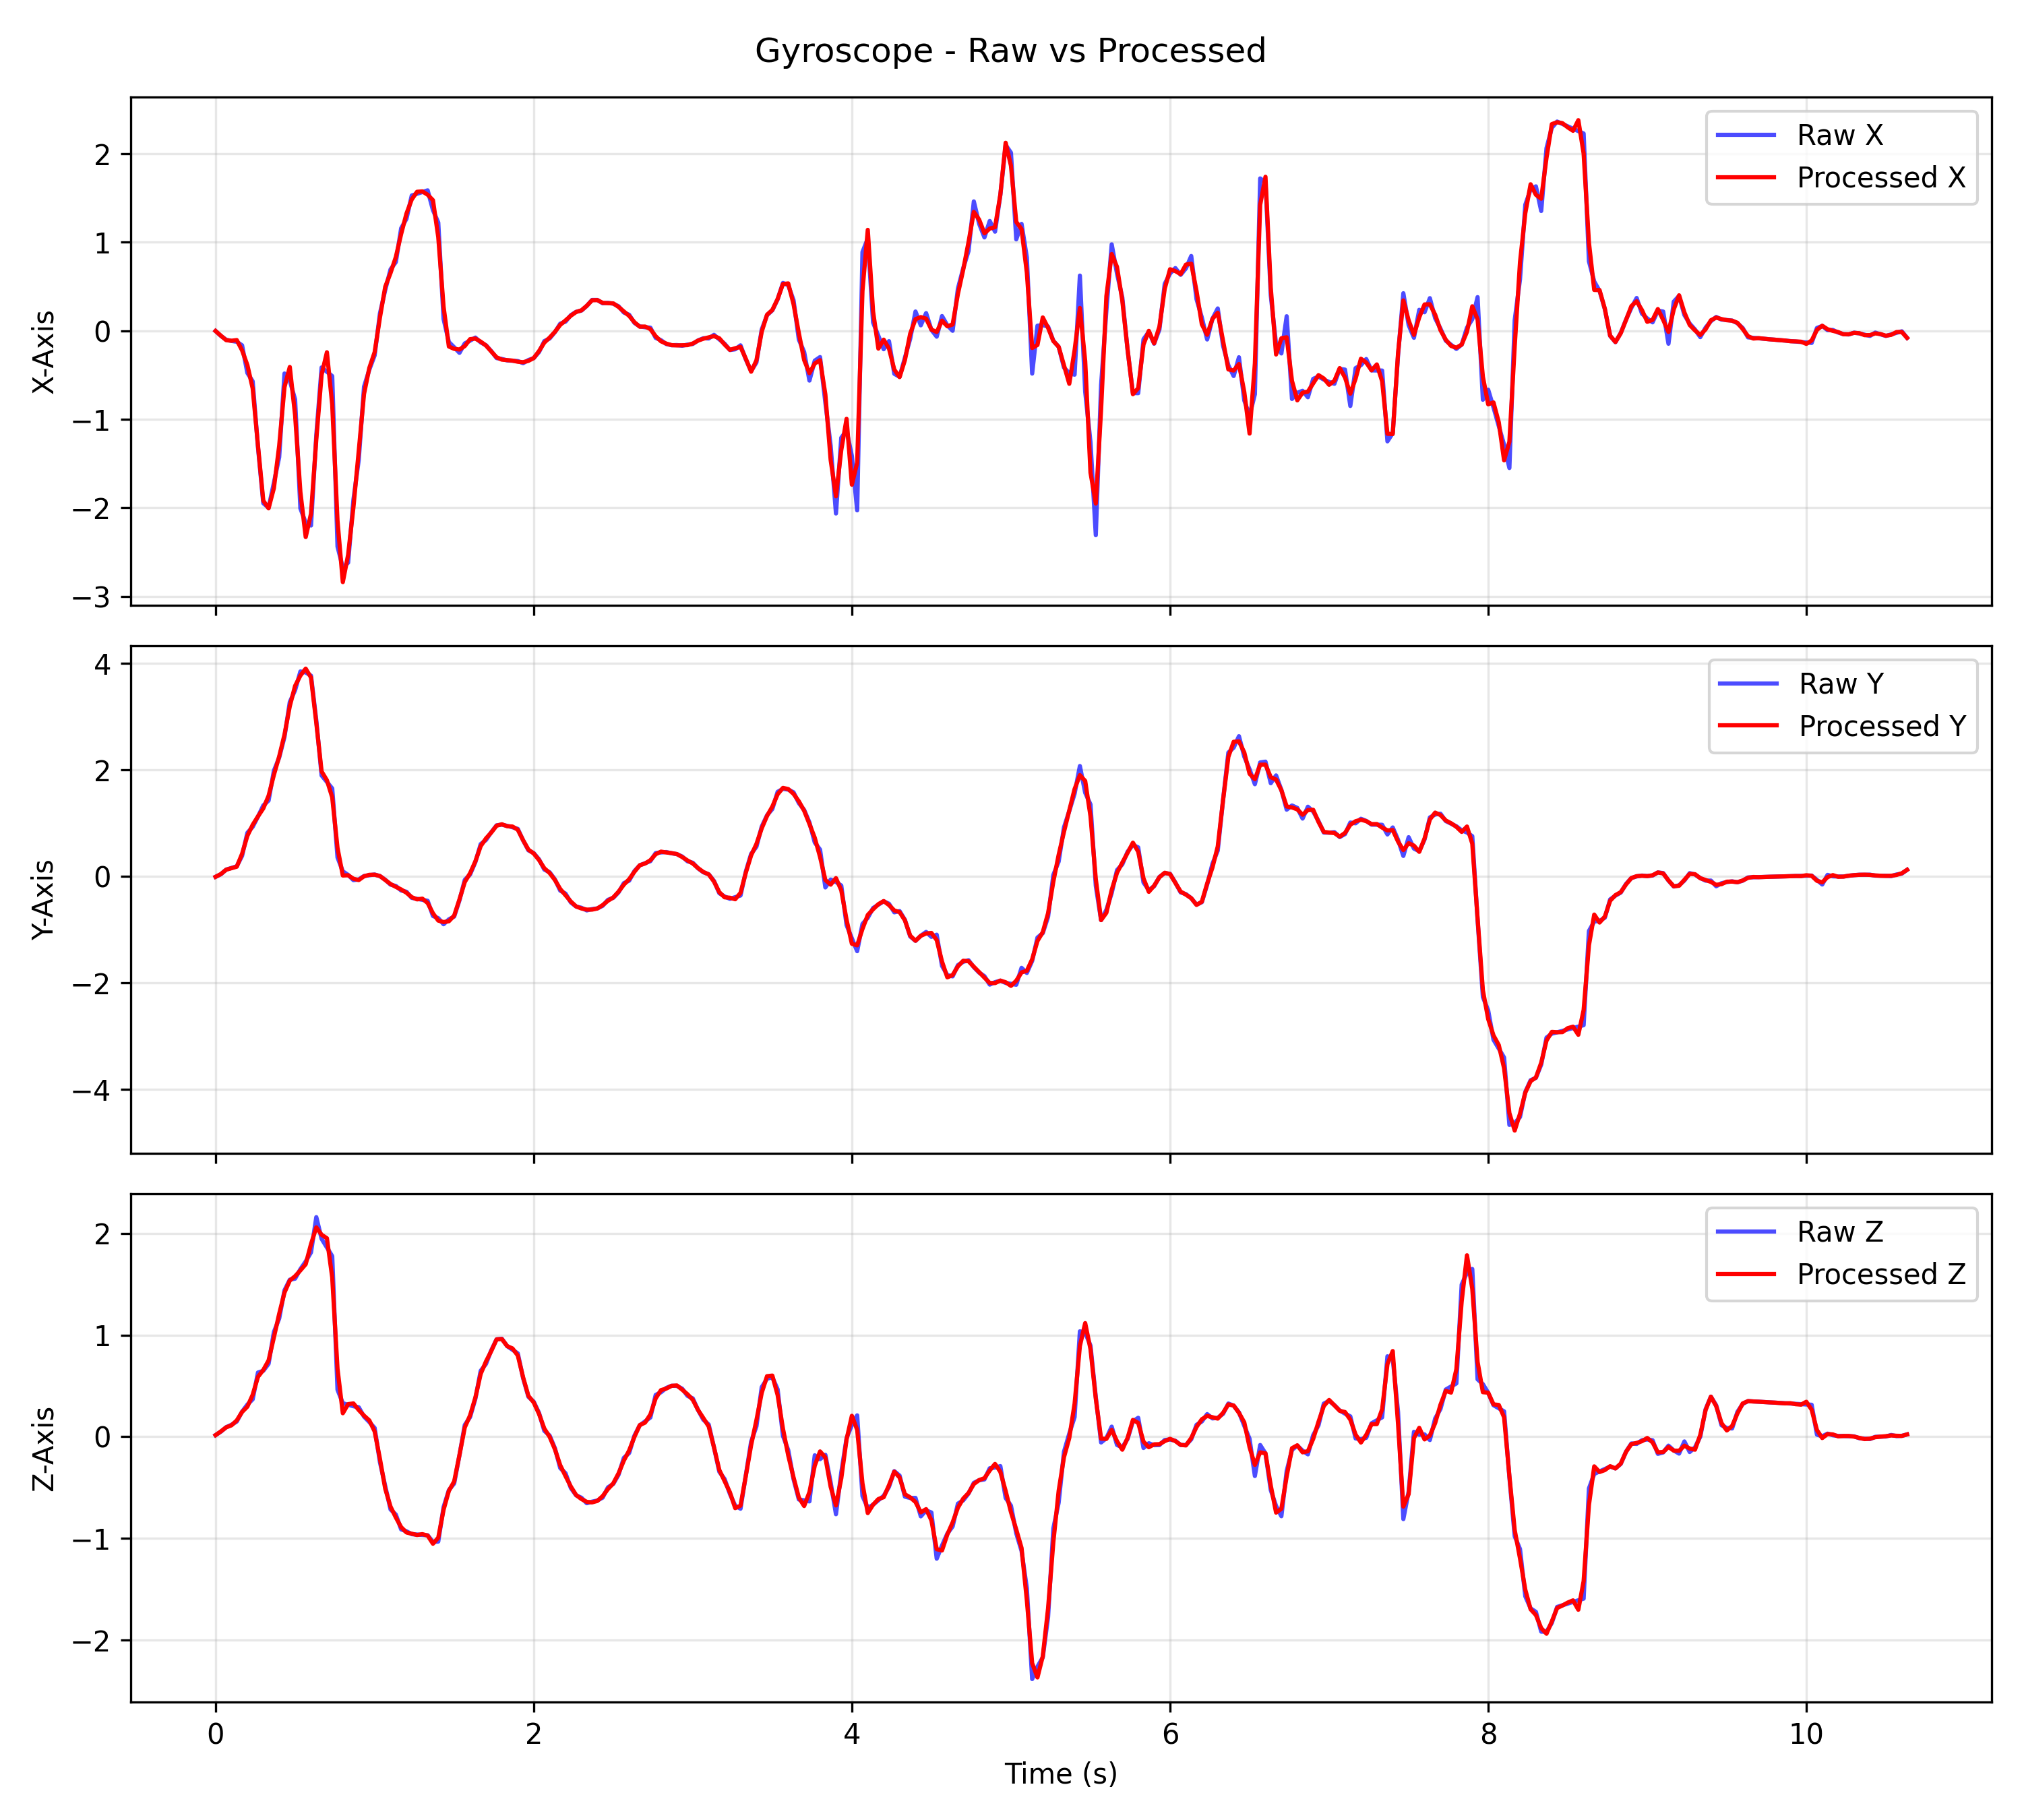 Gyroscope - Raw vs Processed
X-Axis
2
1
0
−1
−2
−3
Raw X
Processed X
Y-Axis
4
2
0
−2
−4
Raw Y
Processed Y
Z-Axis
2
1
0
−1
−2
Raw Z
Processed Z
0 2 4 6 8 10
Time (s)